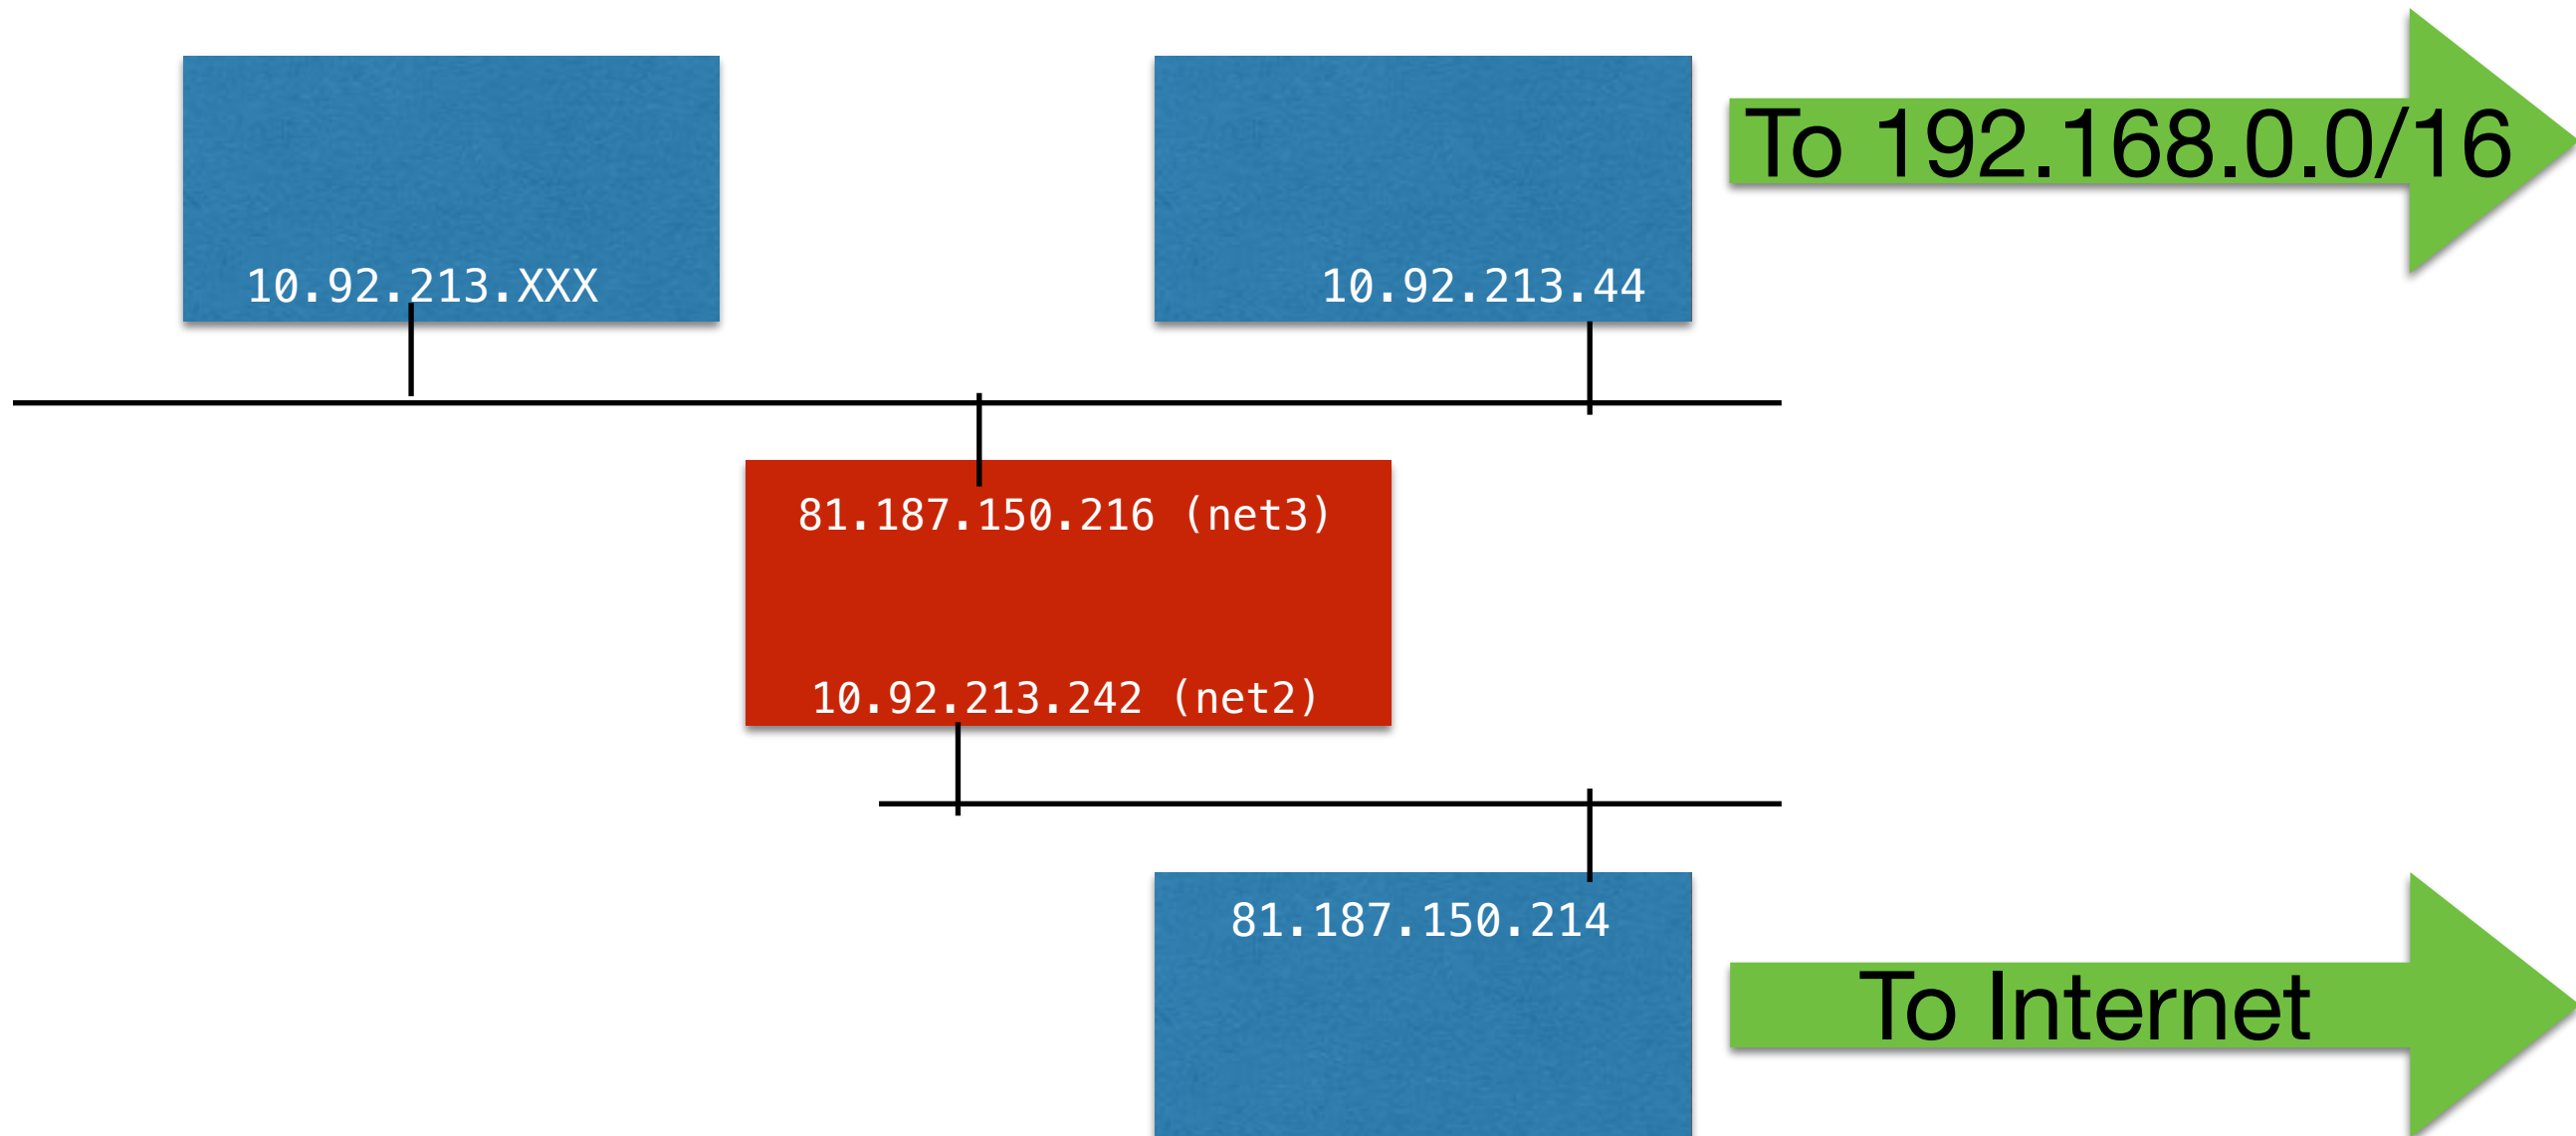 To 192.168.0.0/16
10.92.213.XXX
10.92.213.44
81.187.150.216 (net3)
10.92.213.242 (net2)
81.187.150.214
To Internet